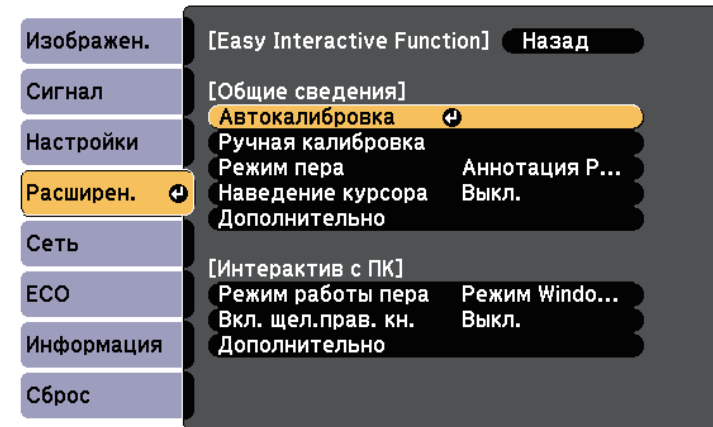 Изображен.
Сигнал
Настройки
Расширен.
Сеть
ECO
Информация
Сброс
[Easy Interactive Function] Назад
[Общие сведения]
Автокалибровка
Ручная калибровка
Режим пера Аннотация P...
Наведение курсора Выкл.
Дополнительно
[Интерактив с ПК]
Режим работы пера Режим Windo...
Вкл. щел.прав. кн. Выкл.
Дополнительно